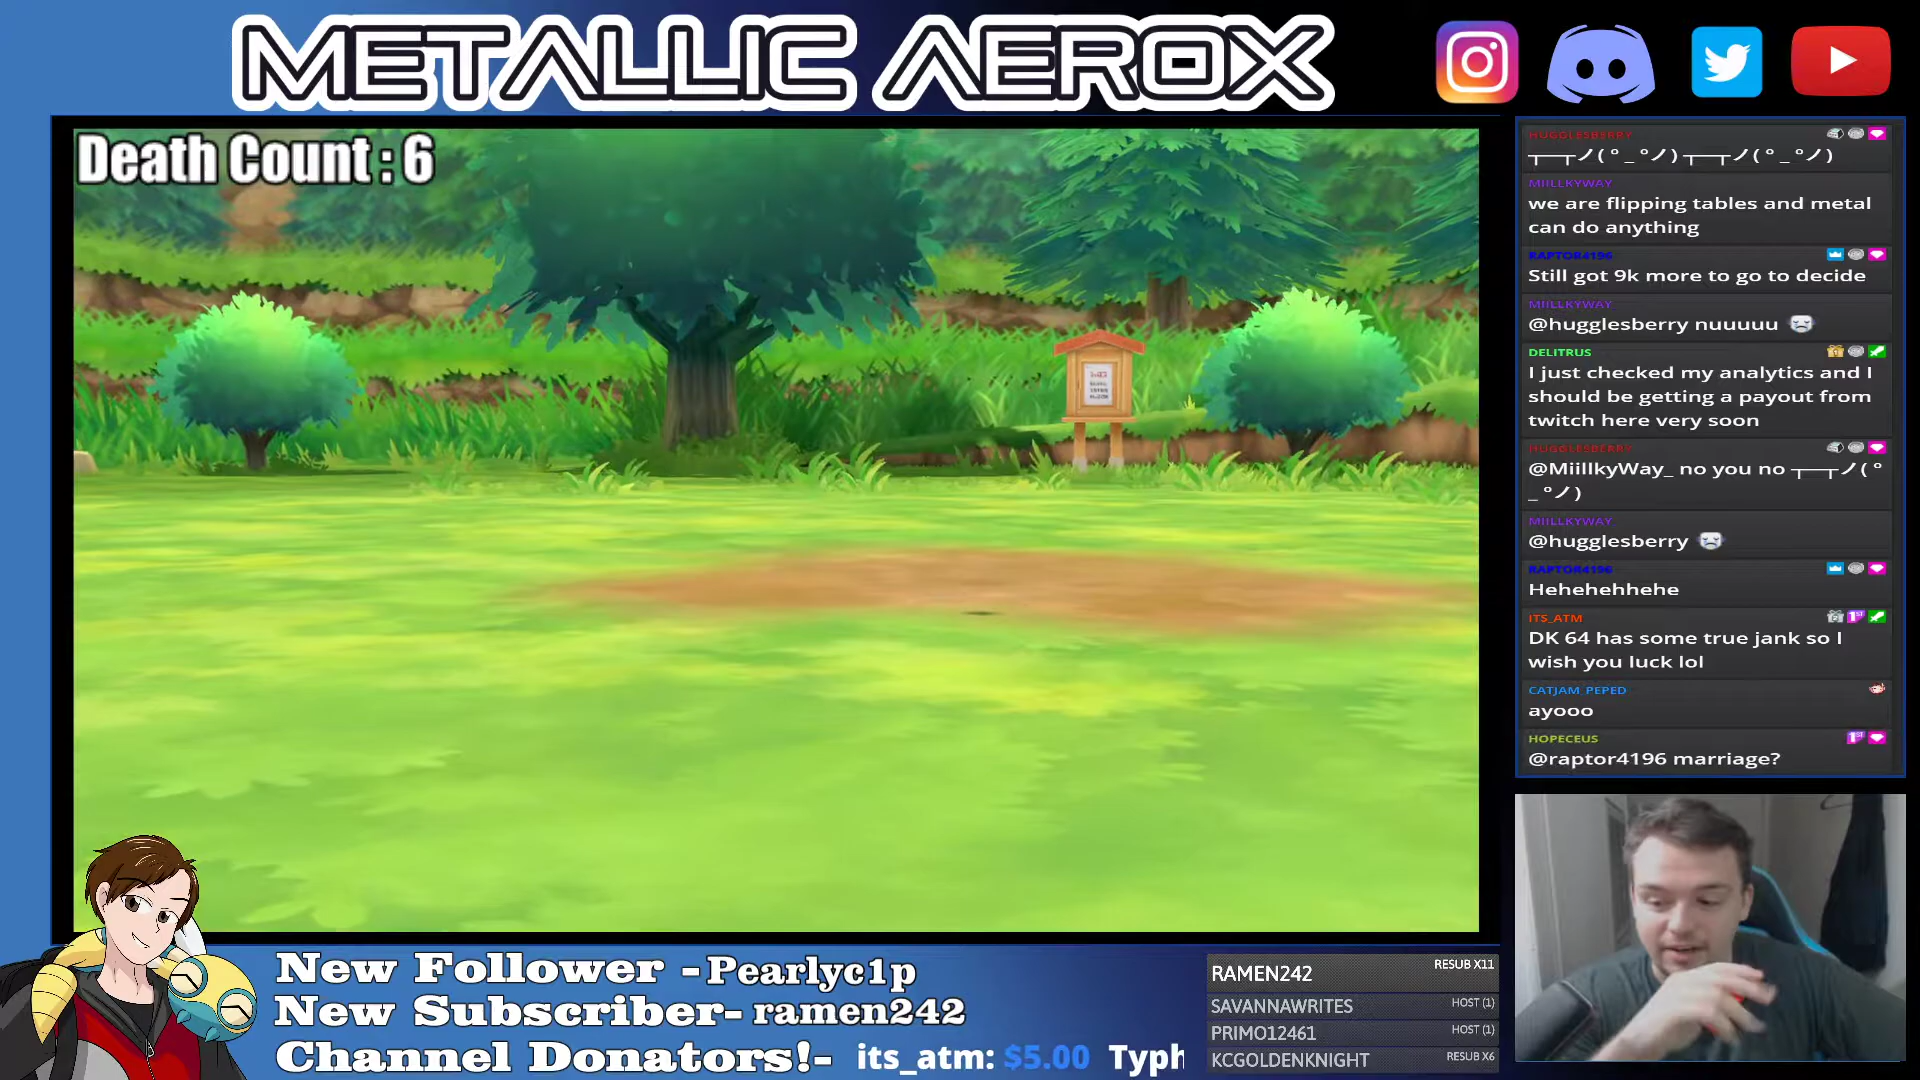 METALLIC AEROX
Death Count : 6
HUGGLESBERRY
┬─┬ノ( º _ ºノ) ┬─┬ノ( º _ ºノ)
MIILLKYWAY
we are flipping tables and metal
can do anything
RAPTOR4196
Still got 9k more to go to decide
MIILLKYWAY
@hugglesberry nuuuuu
DELITRUS
I just checked my analytics and I
should be getting a payout from
twitch here very soon
HUGGLESBERRY
@MiillkyWay_ no you no ┬─┬ノ( º
_ ºノ)
MIILLKYWAY
@hugglesberry
RAPTOR4196
Hehehehhehe
ITS_ATM
DK 64 has some true jank so I
wish you luck lol
CATJAM_PEPED
ayooo
HOPECEUS
@raptor4196 marriage?
New Follower -Pearlyc1p
New Subscriber- ramen242
Channel Donators!- its_atm: $5.00 Typh
RAMEN242 RESUB X11
SAVANNAWRITES HOST (1)
PRIMO12461 HOST (1)
KCGOLDENKNIGHT RESUB X6